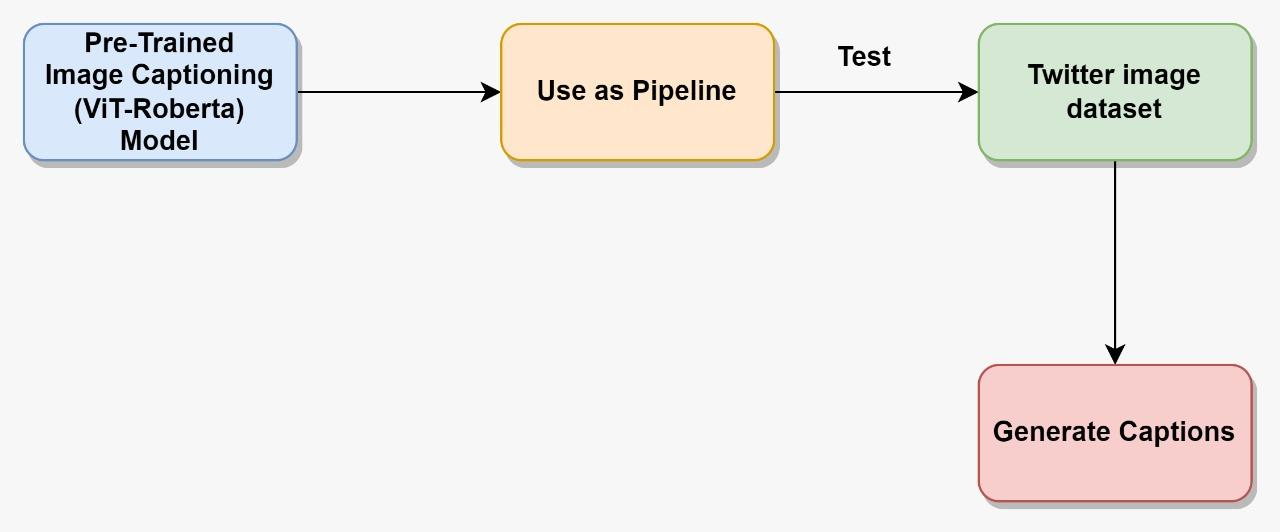 Pre-Trained
Image Captioning
(ViT-Roberta)
Model
Use as Pipeline
Test
Twitter image
dataset
Generate Captions